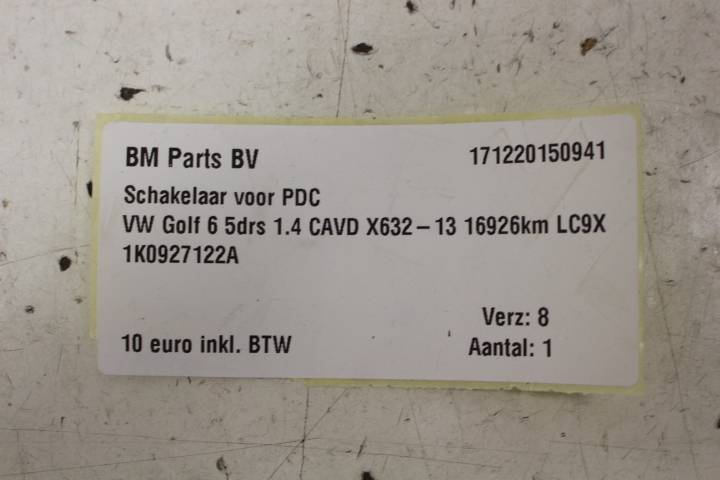 BM Parts BV 171220150941
Schakelaar voor PDC
VW Golf 6 5drs 1.4 CAVD X632-13 16926km LC9X
1K0927122A
Verz: 8
10 euro inkl. BTW Aantal: 1